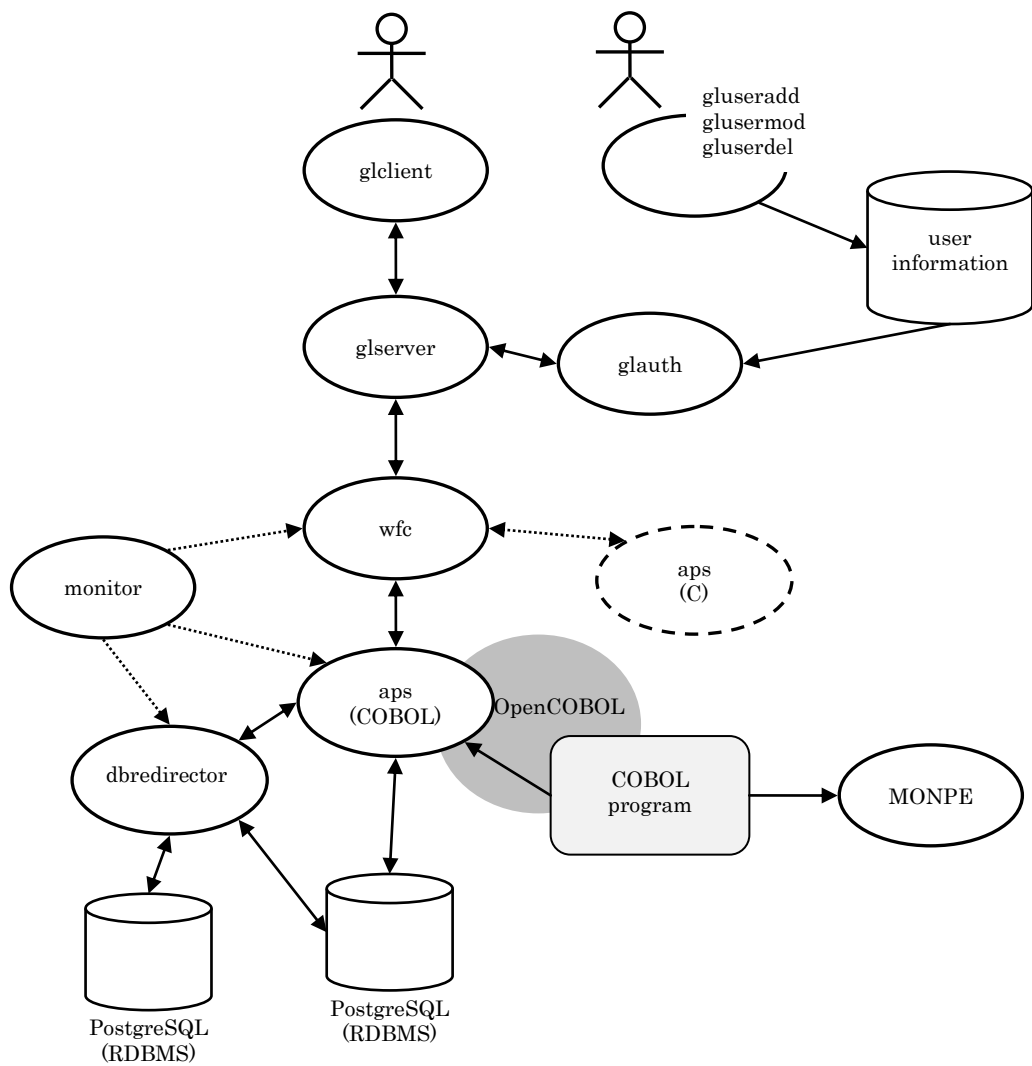 gluseradd
glusermod
gluserdel
glclient
user
information
glserver
glauth
wfc
aps
(C)
monitor
aps
(COBOL)
OpenCOBOL
dbredirector
COBOL
program
MONPE
PostgreSQL
(RDBMS)
PostgreSQL
(RDBMS)